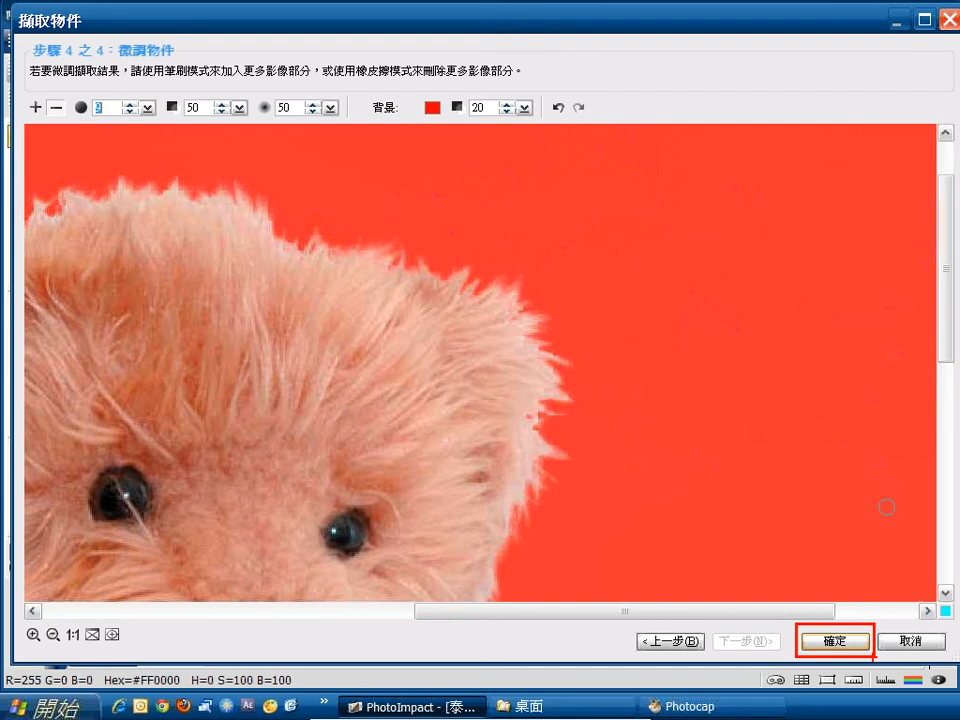 擷取物件
步驟 4 之 4：微調物件
若要微調擷取結果，請使用筆刷模式來加入更多影像部分，或使用橡皮擦模式來刪除更多影像部分。
9 50 50 背景: 20
1:1 <上一步(B) 下一步(N)> 確定 取消
R=255 G=0 B=0 Hex=#FF0000 H=0 S=100 B=100
開始 AE » PhotoImpact - [泰... 桌面 Photocap